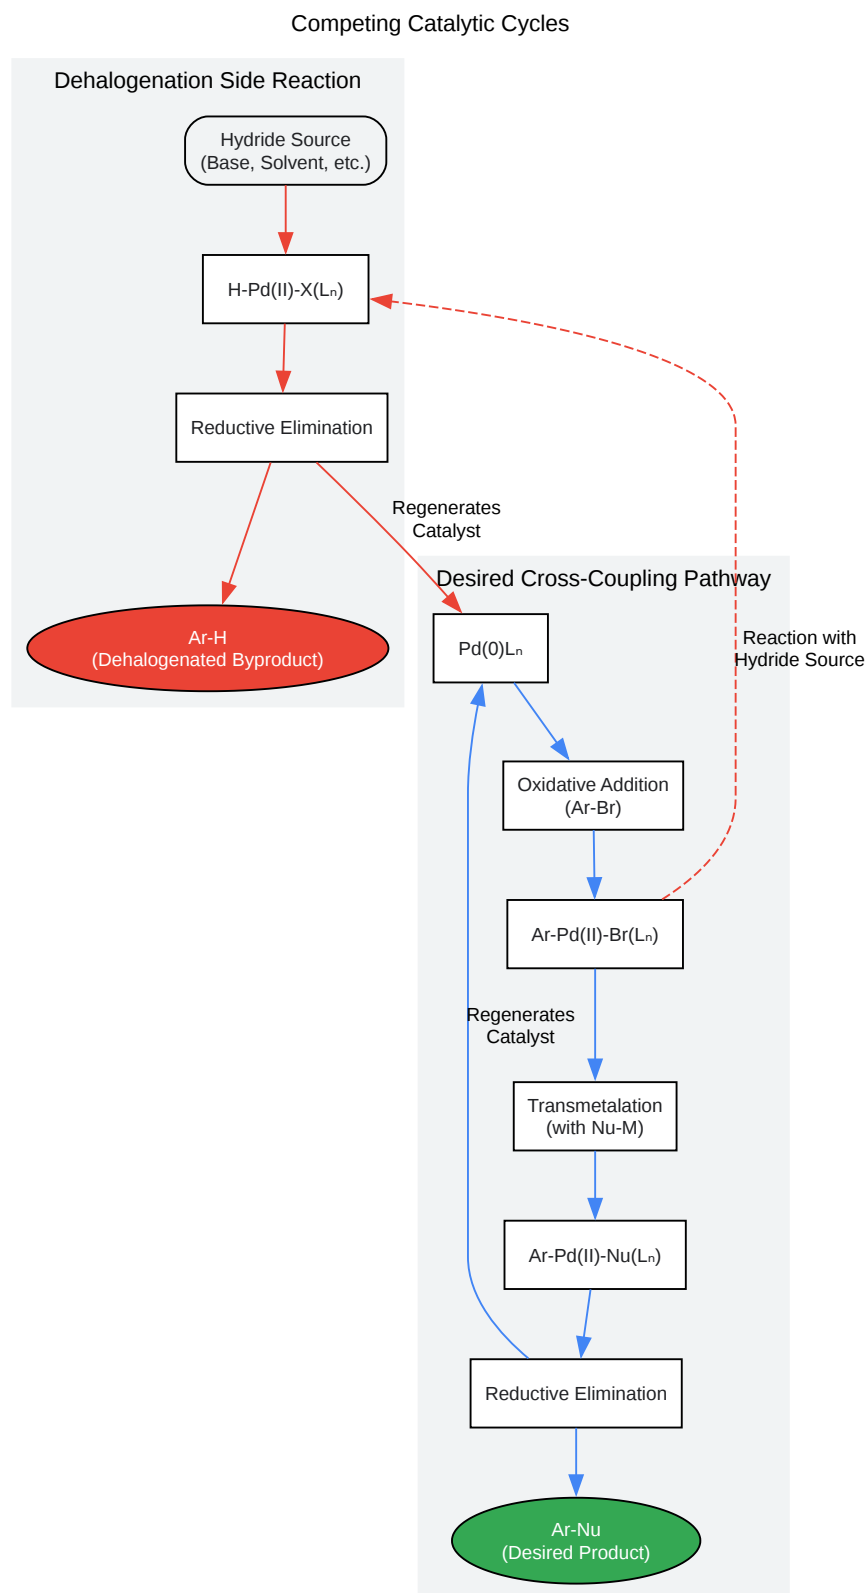 Competing Catalytic Cycles
Dehalogenation Side Reaction
Hydride Source
(Base, Solvent, etc.)
H-Pd(II)-X(Lₙ)
Reductive Elimination
Regenerates
Catalyst
Ar-H
(Dehalogenated Byproduct)
Desired Cross-Coupling Pathway
Pd(0)Lₙ
Reaction with
Hydride Source
Oxidative Addition
(Ar-Br)
Ar-Pd(II)-Br(Lₙ)
Regenerates
Catalyst
Transmetalation
(with Nu-M)
Ar-Pd(II)-Nu(Lₙ)
Reductive Elimination
Ar-Nu
(Desired Product)